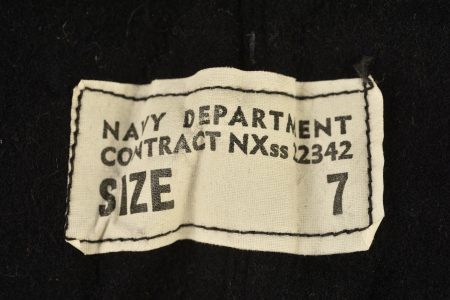 NAVY DEPARTMENT
CONTRACT NXss 22342
SIZE 7